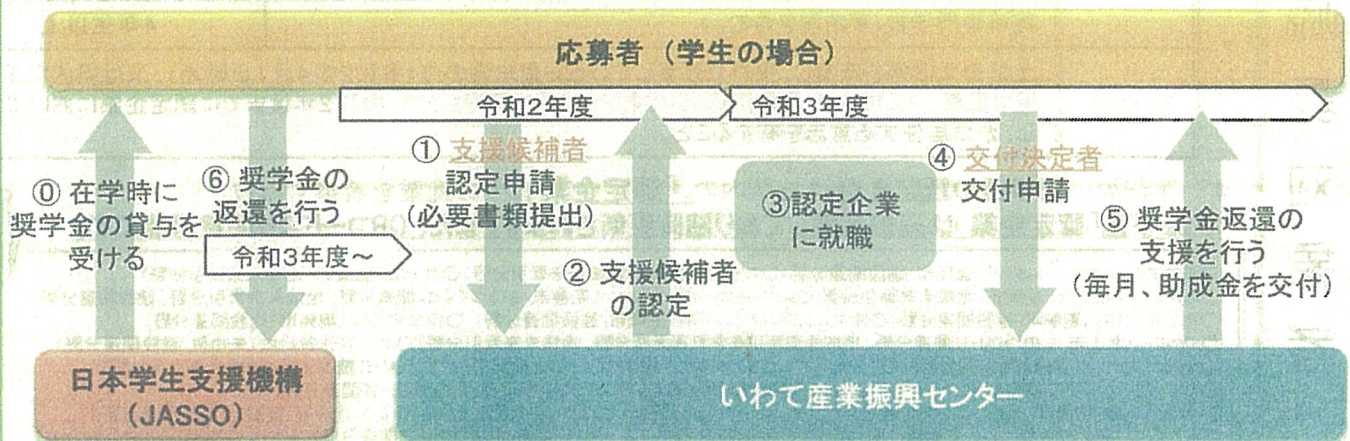 応募者（学生の場合）
令和2年度
令和3年度
⓪ 在学時に
奨学金の貸与を
受ける
⑥ 奨学金の
返還を行う
令和3年度～
① 支援候補者
認定申請
（必要書類提出）
② 支援候補者
の認定
③認定企業
に就職
④ 交付決定者
交付申請
⑤ 奨学金返還の
支援を行う
（毎月、助成金を交付）
日本学生支援機構
（JASSO）
いわて産業振興センター